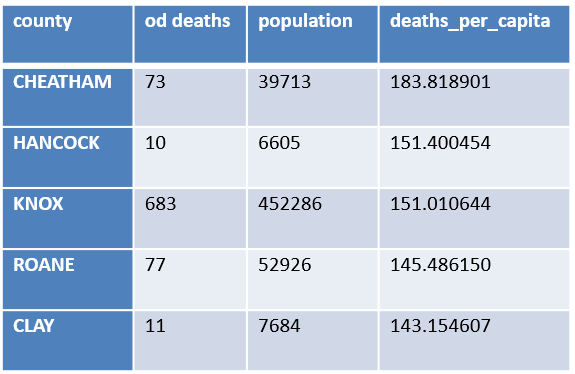 county od deaths population deaths_per_capita
CHEATHAM 73 39713 183.818901
HANCOCK 10 6605 151.400454
KNOX 683 452286 151.010644
ROANE 77 52926 145.486150
CLAY 11 7684 143.154607